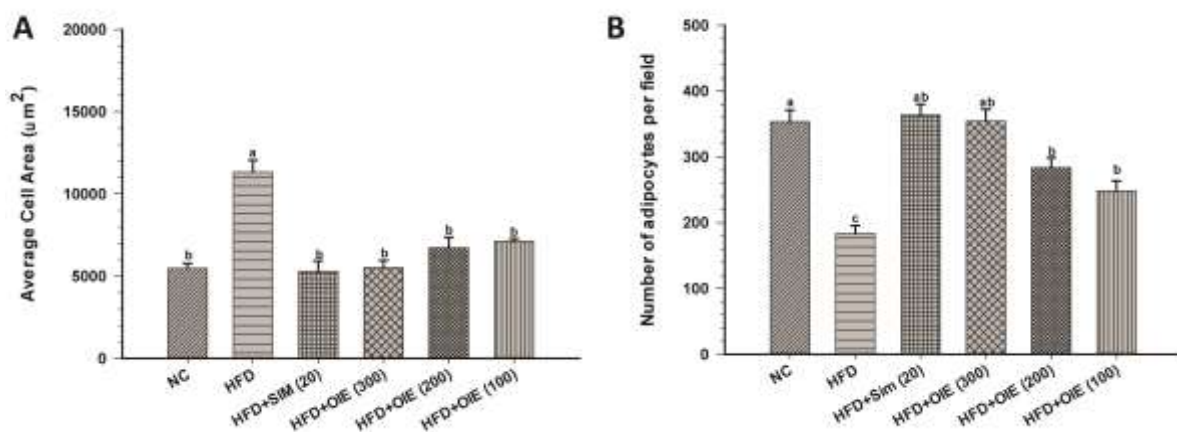 A
Average Cell Area (um2)
20000
15000
10000
5000
0
b
a
b
b
b
b
NC
HFD
HFD+SIM (20)
HFD+OIE (300)
HFD+OIE (200)
HFD+OIE (100)
B
Number of adipocytes per field
500
400
300
200
100
0
a
c
ab
ab
b
b
NC
HFD
HFD+Sim (20)
HFD+OIE (300)
HFD+OIE (200)
HFD+OIE (100)